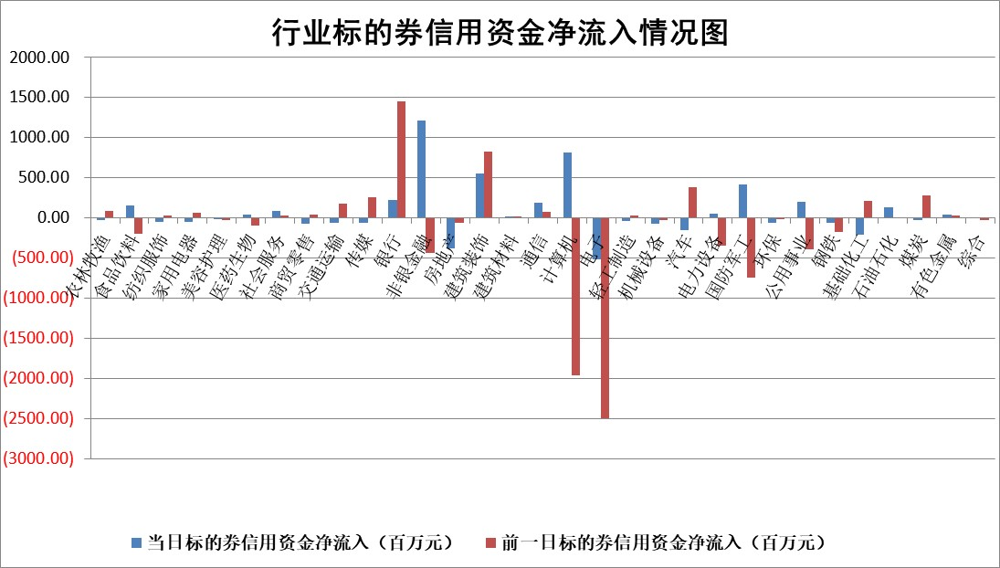 行业标的券信用资金净流入情况图
2000.00
1500.00
1000.00
500.00
0.00
(500.00)
(1000.00)
(1500.00)
(2000.00)
(2500.00)
(3000.00)
农林牧渔
食品饮料
纺织服饰
家用电器
美容护理
医药生物
社会服务
商贸零售
交通运输
传媒
银行
非银金融
房地产
建筑装饰
建筑材料
通信
计算机
电子
轻工制造
机械设备
汽车
电力设备
国防军工
环保
公用事业
钢铁
基础化工
石油石化
煤炭
有色金属
综合
当日标的券信用资金净流入（百万元）
前一日标的券信用资金净流入（百万元）